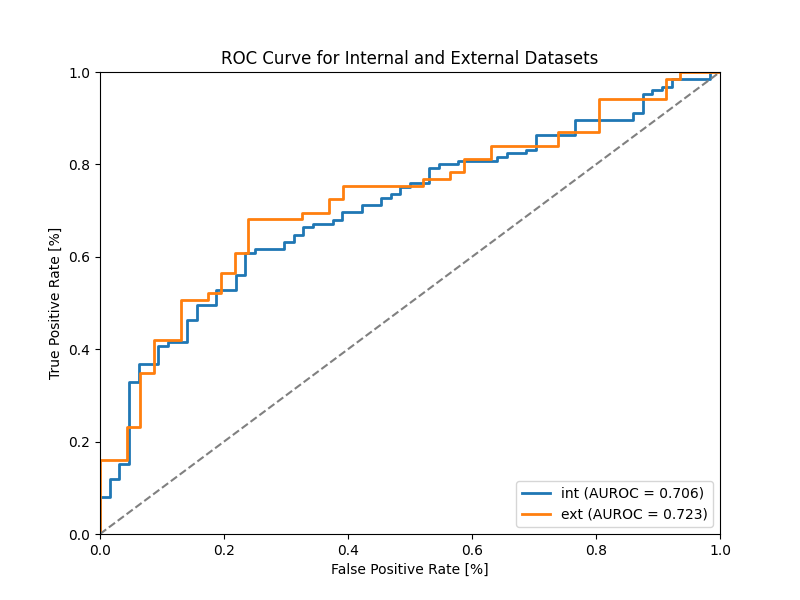 ROC Curve for Internal and External Datasets
1.0
0.8
0.6
0.4
0.2
0.0
True Positive Rate [%]
int (AUROC = 0.706)
ext (AUROC = 0.723)
0.0 0.2 0.4 0.6 0.8 1.0
False Positive Rate [%]